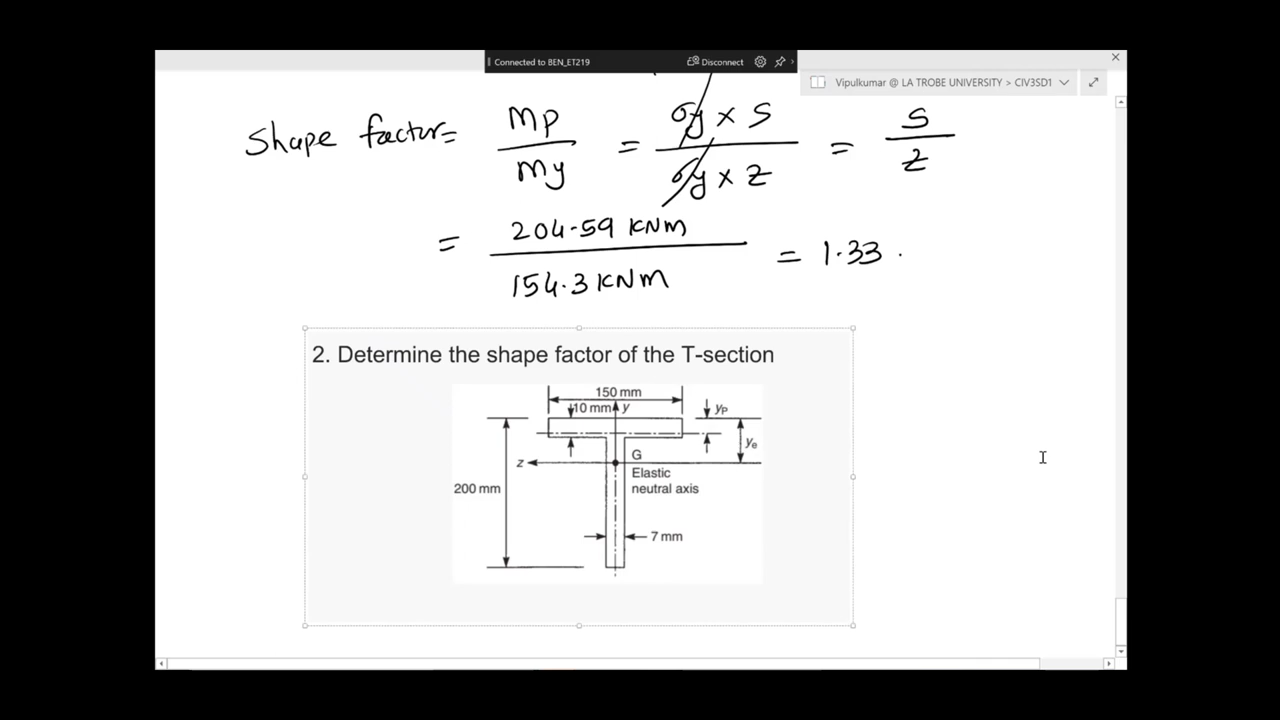 Connected to BEN_ET219 Disconnect
Vipulkumar @ LA TROBE UNIVERSITY > CIV3SD1
Shape factor = Mp / My = σy × S / σy × Z = S / Z
= 204.59 KNM / 154.3 KNM = 1.33 .
2. Determine the shape factor of the T-section
150 mm
10 mm y yP
ye
z G
Elastic
200 mm neutral axis
7 mm